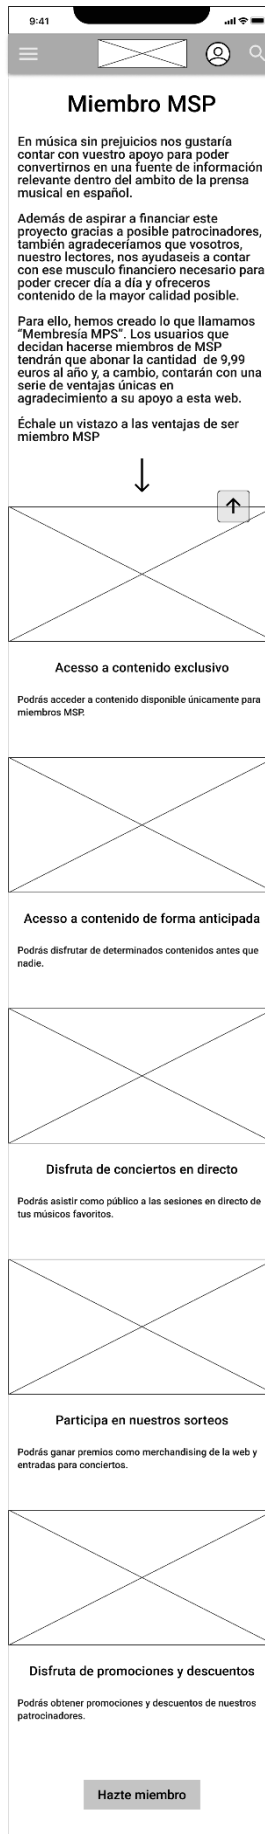 9:41
Miembro MSP
En música sin prejuicios nos gustaría
contar con vuestro apoyo para poder
convertirnos en una fuente de información
relevante dentro del ambito de la prensa
musical en español.
Además de aspirar a financiar este
proyecto gracias a posible patrocinadores,
también agradeceríamos que vosotros,
nuestro lectores, nos ayudaseis a contar
con ese musculo financiero necesario para
poder crecer día a día y ofreceros
contenido de la mayor calidad posible.
Para ello, hemos creado lo que llamamos
“Membresía MPS”. Los usuarios que
decidan hacerse miembros de MSP
tendrán que abonar la cantidad de 9,99
euros al año y, a cambio, contarán con una
serie de ventajas únicas en
agradecimiento a su apoyo a esta web.
Échale un vistazo a las ventajas de ser
miembro MSP
Acesso a contenido exclusivo
Podrás acceder a contenido disponible únicamente para
miembros MSP.
Acesso a contenido de forma anticipada
Podrás disfrutar de determinados contenidos antes que
nadie.
Disfruta de conciertos en directo
Podrás asistir como público a las sesiones en directo de
tus músicos favoritos.
Participa en nuestros sorteos
Podrás ganar premios como merchandising de la web y
entradas para conciertos.
Disfruta de promociones y descuentos
Podrás obtener promociones y descuentos de nuestros
patrocinadores.
Hazte miembro